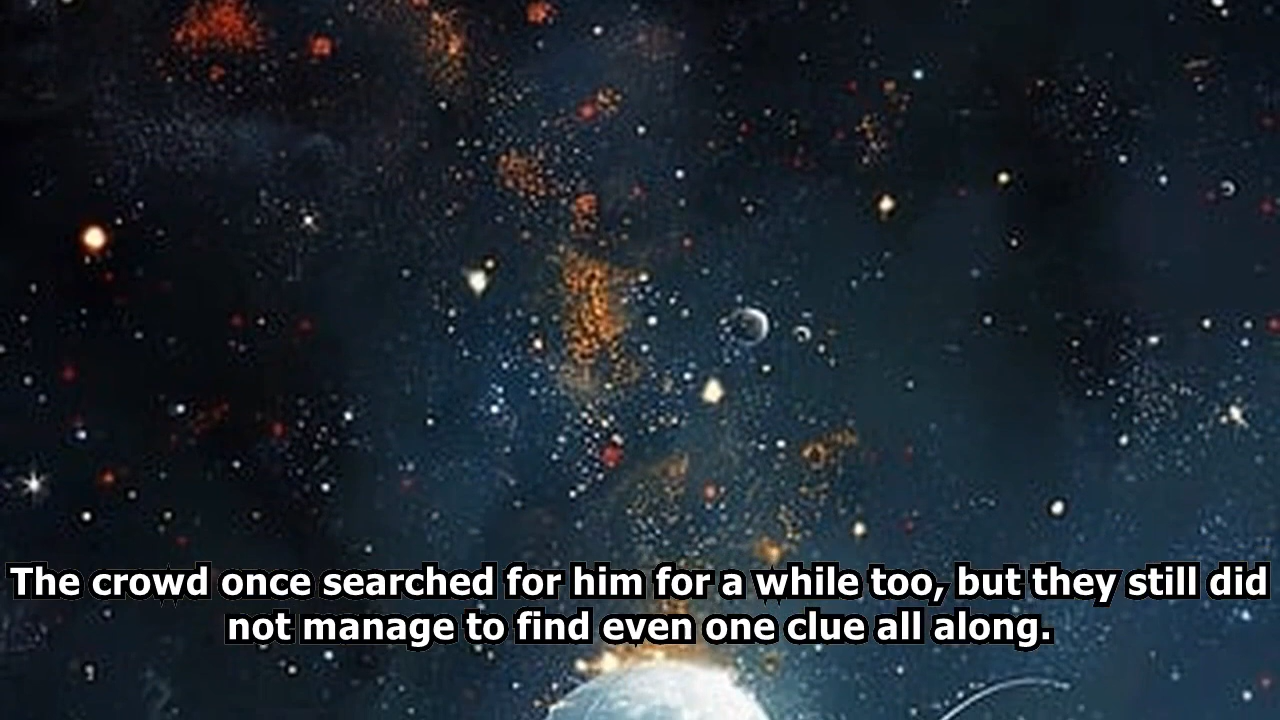 The crowd once searched for him for a while too, but they still did
not manage to find even one clue all along.